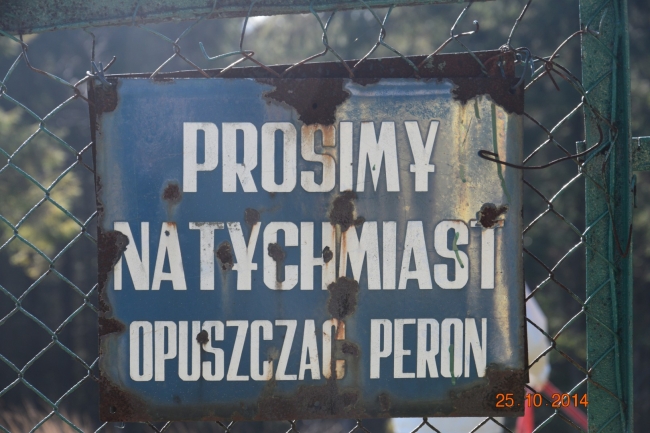 PROSIMY
NATYCHMIAST
OPUSZCZAC PERON
25 10 2014